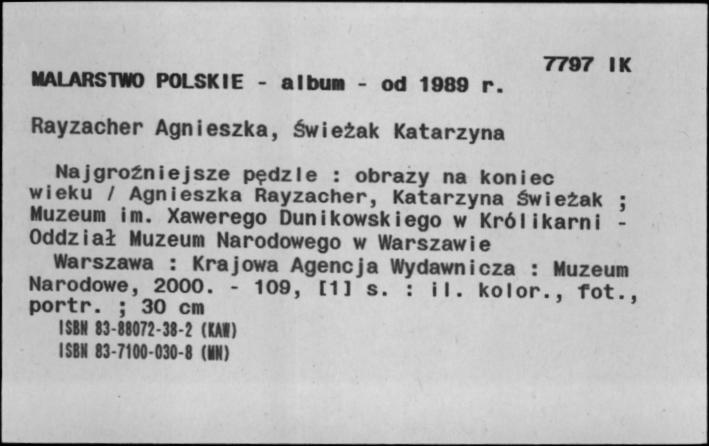 7797 IK
MALARSTWO POLSKIE - album - od 1989 r.
Rayzacher Agnieszka, Świeżak Katarzyna
Najgroźniejsze pędzle : obrazy na koniec
wieku / Agnieszka Rayzacher, Katarzyna Świeżak ;
Muzeum im. Xawerego Dunikowskiego w Królikarni -
Oddział Muzeum Narodowego w Warszawie
Warszawa : Krajowa Agencja Wydawnicza : Muzeum
Narodowe, 2000. - 109, [1] s. : il. kolor., fot.,
portr. ; 30 cm
ISBN 83-88072-38-2 (KAW)
ISBN 83-7100-030-8 (MN)